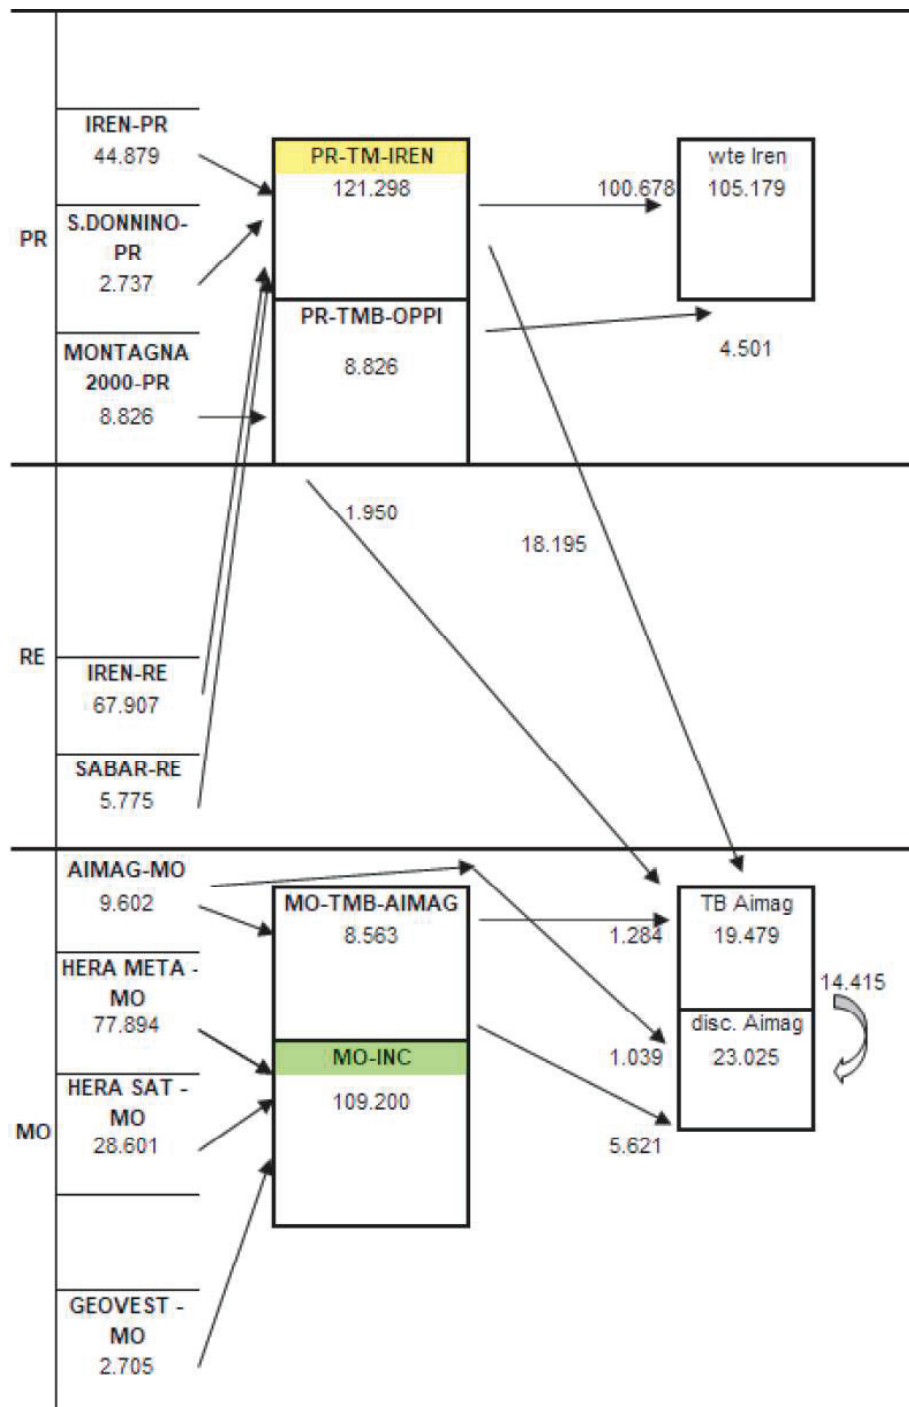 IREN-PR
44.879
PR-TM-IREN
121.298
100.678
wte Iren
105.179
PR
S.DONNINO-
PR
2.737
PR-TMB-OPPI
8.826
4.501
MONTAGNA
2000-PR
8.826
1.950
18.195
RE
IREN-RE
67.907
SABAR-RE
5.775
AIMAG-MO
9.602
MO-TMB-AIMAG
8.563
1.284
TB Aimag
19.479
14.415
HERA META -
MO
77.894
MO-INC
109.200
1.039
disc. Aimag
23.025
MO
HERA SAT -
MO
28.601
5.621
GEOVEST -
MO
2.705